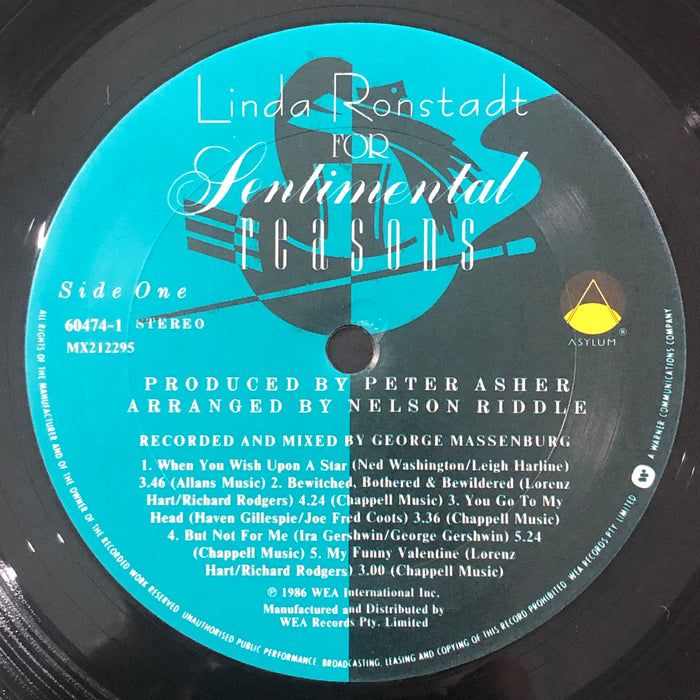 Linda Ronstadt
FOR
Sentimental
reasons
Side One
60474-1 STEREO
MX212295
ASYLUM ®
PRODUCED BY PETER ASHER
ARRANGED BY NELSON RIDDLE
RECORDED AND MIXED BY GEORGE MASSENBURG
1. When You Wish Upon A Star (Ned Washington/Leigh Harline)
3.46 (Allans Music) 2. Bewitched, Bothered & Bewildered (Lorenz
Hart/Richard Rodgers) 4.24 (Chappell Music) 3. You Go To My
Head (Haven Gillespie/Joe Fred Coots) 3.36 (Chappell Music)
4. But Not For Me (Ira Gershwin/George Gershwin) 5.24
(Chappell Music) 5. My Funny Valentine (Lorenz
Hart/Richard Rodgers) 3.00 (Chappell Music)
℗ 1986 WEA International Inc.
Manufactured and Distributed by
WEA Records Pty. Limited
ALL RIGHTS OF THE MANUFACTURER AND OF THE OWNER OF THE RECORDED WORK RESERVED. UNAUTHORISED PUBLIC PERFORMANCE, BROADCASTING, LEASING AND COPYING OF THIS RECORD PROHIBITED. WEA RECORDS PTY. LIMITED
A WARNER COMMUNICATIONS COMPANY